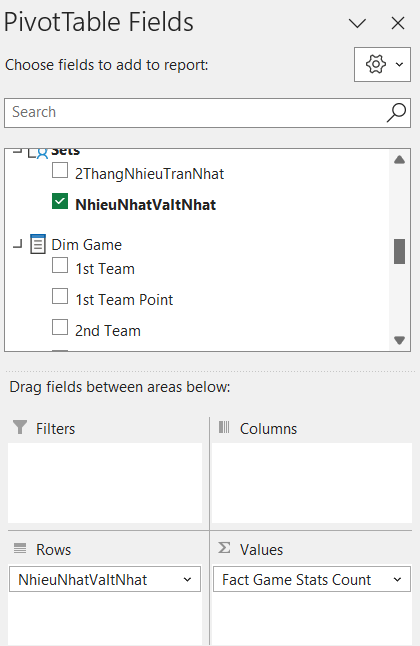 PivotTable Fields
Choose fields to add to report:
Search
Sets
2ThangNhieuTranNhat
NhieuNhatVaItNhat
Dim Game
1st Team
1st Team Point
2nd Team
Drag fields between areas below:
Filters
Columns
Rows
Values
NhieuNhatVaItNhat
Fact Game Stats Count